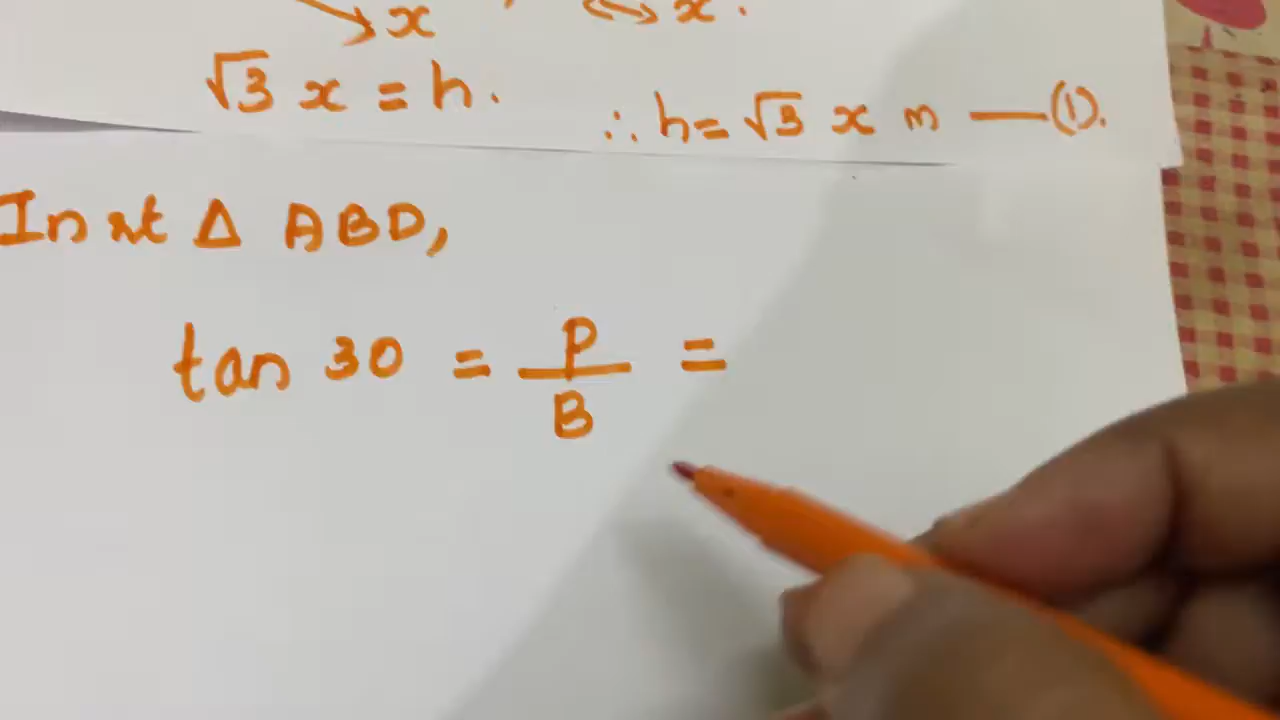 x x.
√3 x = h.
∴ h = √3 x m — (1).
In rt Δ ABD,
tan 30 = P/B =